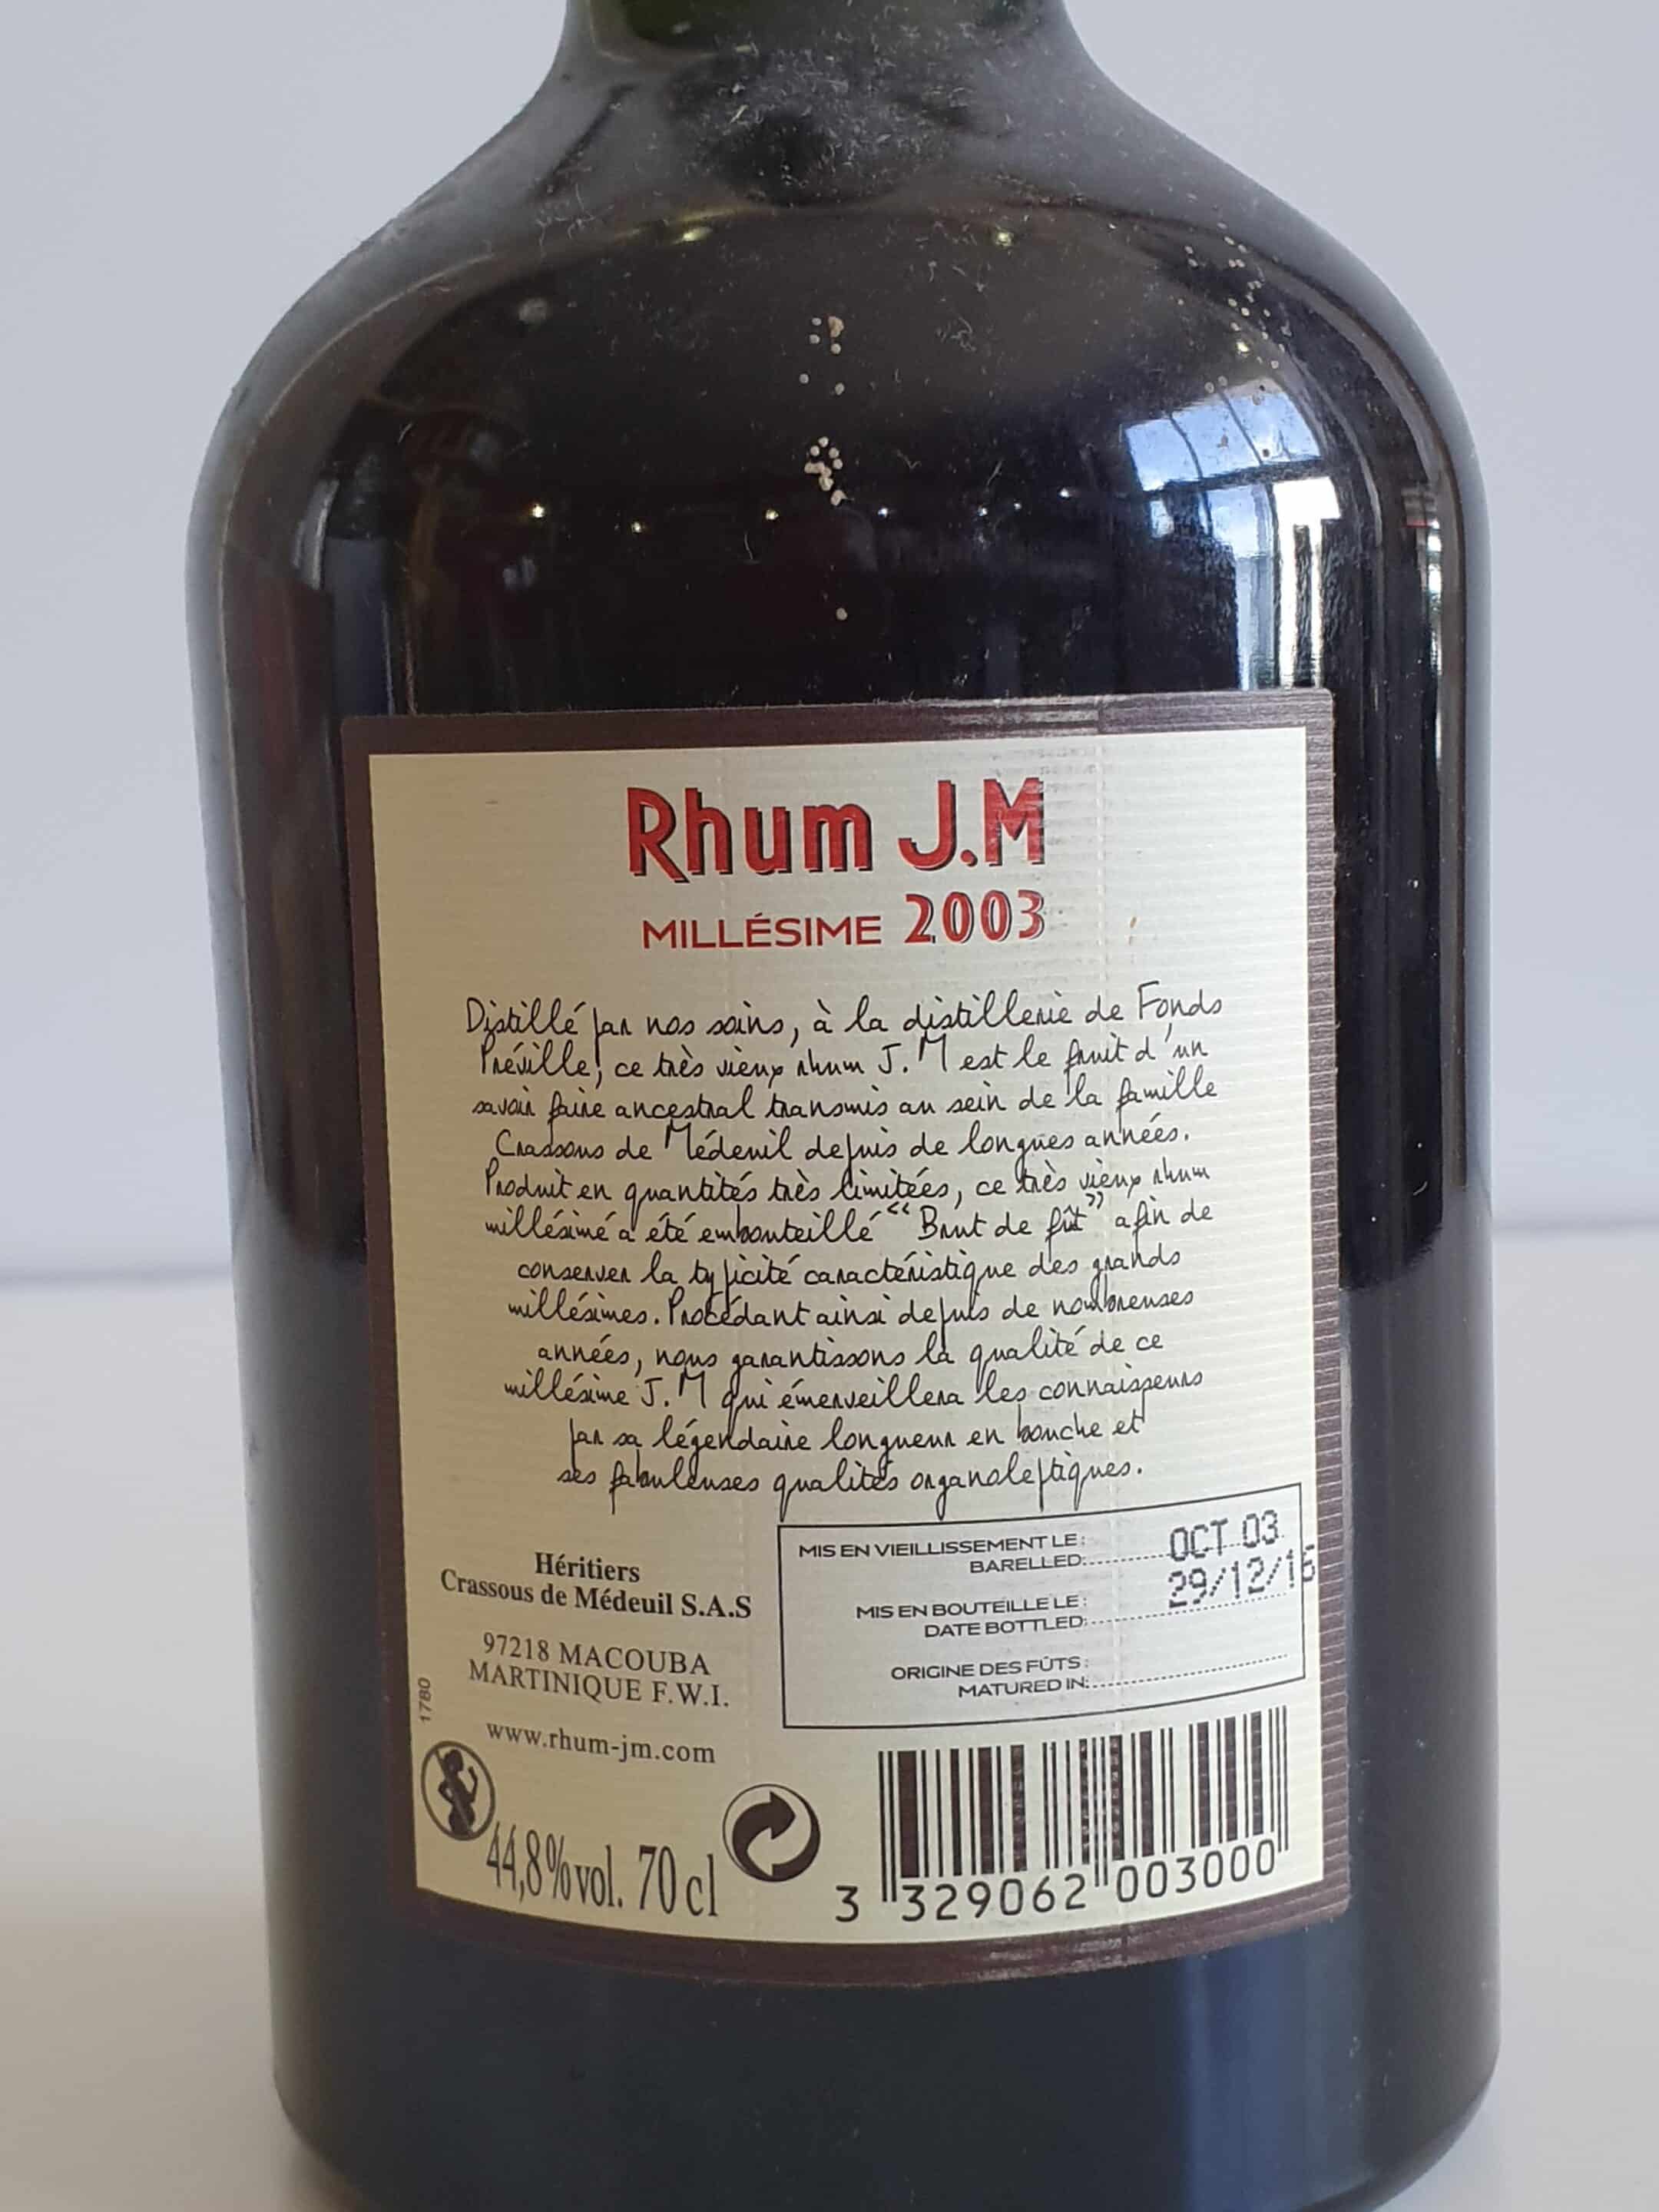 Rhum J.M
MILLÉSIME 2003
Distillé par nos soins, à la distillerie de Fonds
Préville, ce très vieux rhum J.M est le fruit d'un
savoir faire ancestral transmis au sein de la famille
Crassous de Médeuil depuis de longues années.
Produit en quantités très limitées, ce très vieux rhum
millésimé a été embouteillé “Brut de fût” afin de
conserver la typicité caractéristique des grands
millésimes. Procédant ainsi depuis de nombreuses
années, nous garantissons la qualité de ce
millésime J.M qui émerveillera les connaisseurs
par sa légendaire longueur en bouche et
ses fabuleuses qualités organoleptiques.
Héritiers
Crassous de Médeuil S.A.S
97218 MACOUBA
MARTINIQUE F.W.I.
www.rhum-jm.com
1780
44,8%vol. 70 cl
MIS EN VIEILLISSEMENT LE : OCT 03
BARELLED:
MIS EN BOUTEILLE LE :
DATE BOTTLED:
ORIGINE DES FÛTS :
MATURED IN:
3 329062 003000